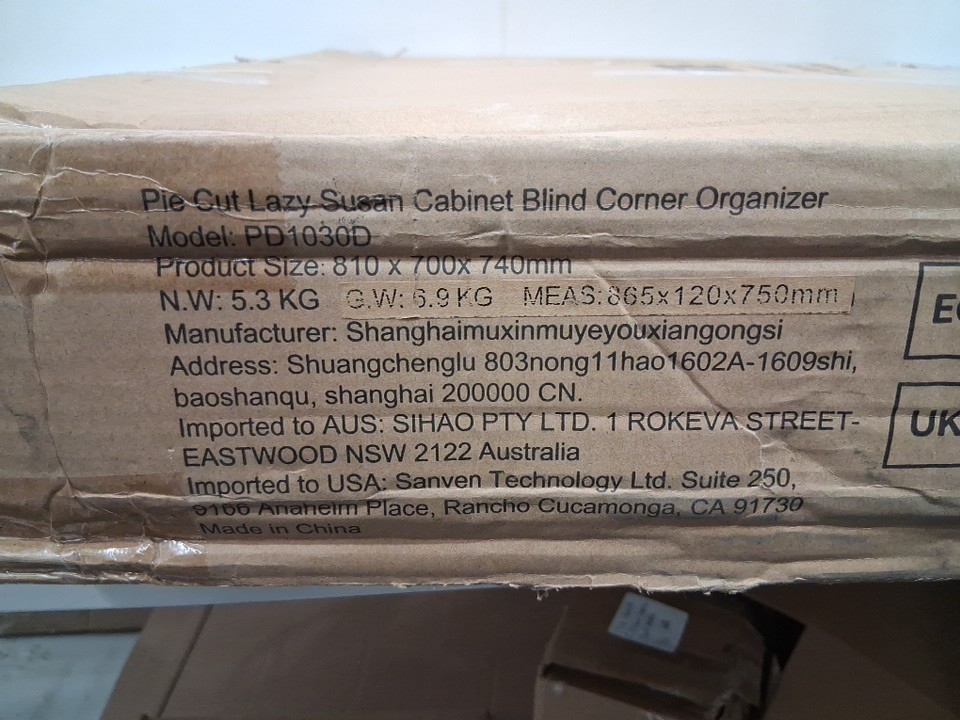 Pie Cut Lazy Susan Cabinet Blind Corner Organizer
Model: PD1030D
Product Size: 810 x 700x 740mm
N.W: 5.3 KG G.W: 6.9 KG MEAS:865x120x750mm
Manufacturer: Shanghaimuxinmuyeyouxiangongsi
Address: Shuangchenglu 803nong11hao1602A-1609shi,
baoshanqu, shanghai 200000 CN.
Imported to AUS: SIHAO PTY LTD. 1 ROKEVA STREET-
EASTWOOD NSW 2122 Australia
Imported to USA: Sanven Technology Ltd. Suite 250,
9166 Anaheim Place, Rancho Cucamonga, CA 91730
Made in China
UK